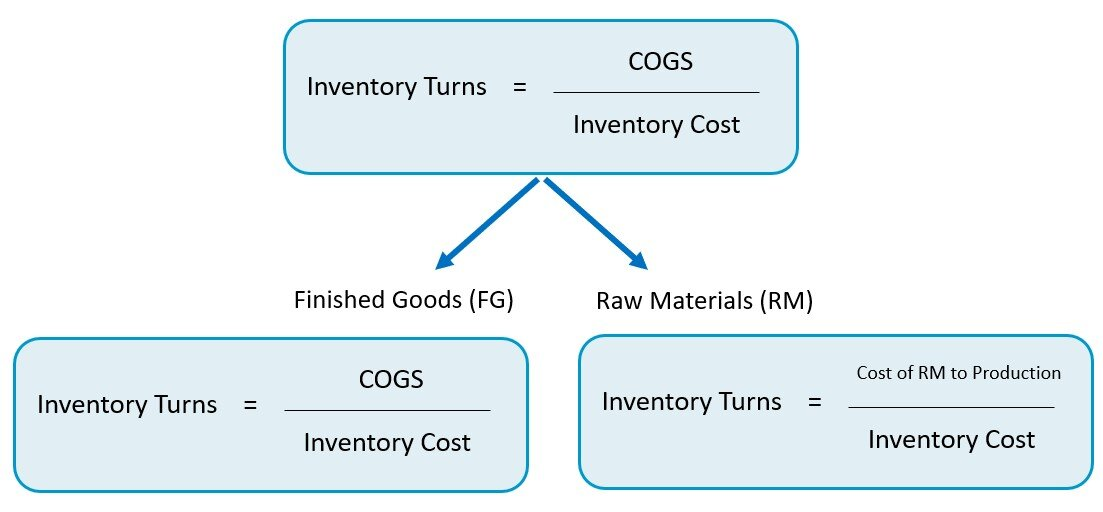 COGS
Inventory Turns =
Inventory Cost
Finished Goods (FG)
Raw Materials (RM)
COGS
Inventory Turns =
Inventory Cost
Cost of RM to Production
Inventory Turns =
Inventory Cost